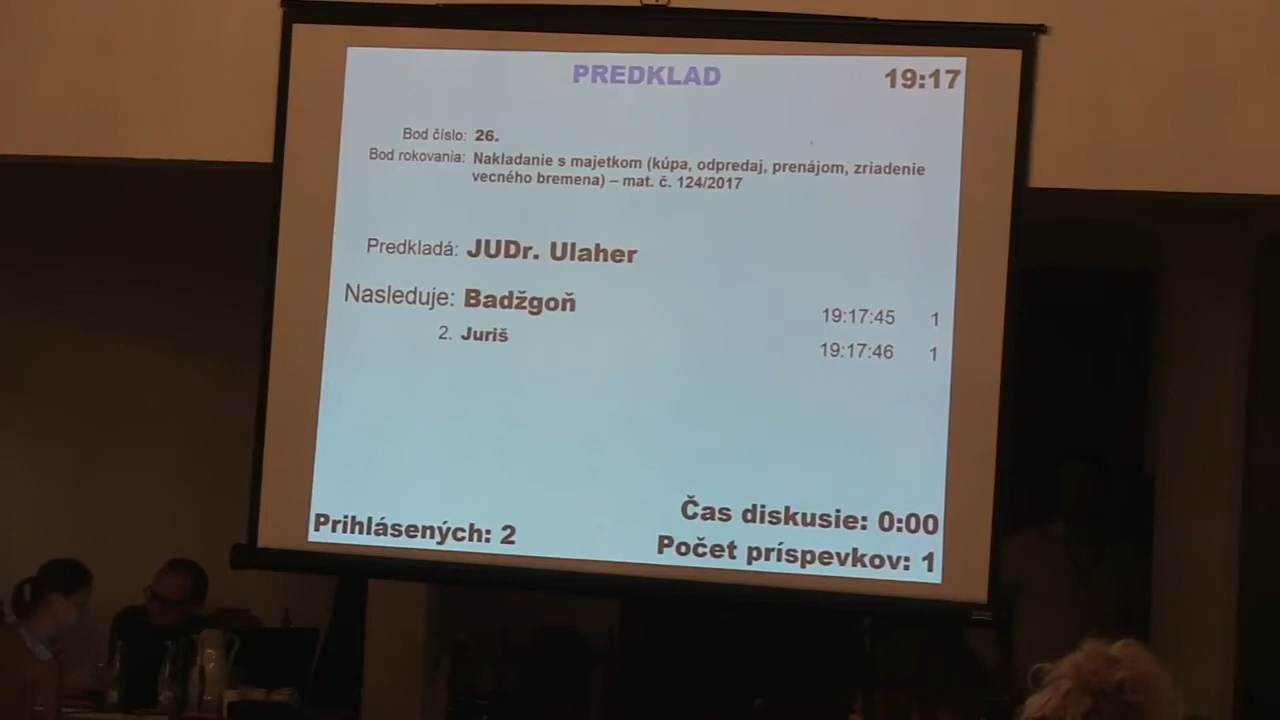 PREDKLAD 19:17
Bod číslo: 26.
Bod rokovania: Nakladanie s majetkom (kúpa, odpredaj, prenájom, zriadenie
vecného bremena) – mat. č. 124/2017
Predkladá: JUDr. Ulaher
Nasleduje: Badžgoň 19:17:45 1
2. Juriš 19:17:46 1
Čas diskusie: 0:00
Prihlásených: 2 Počet príspevkov: 1